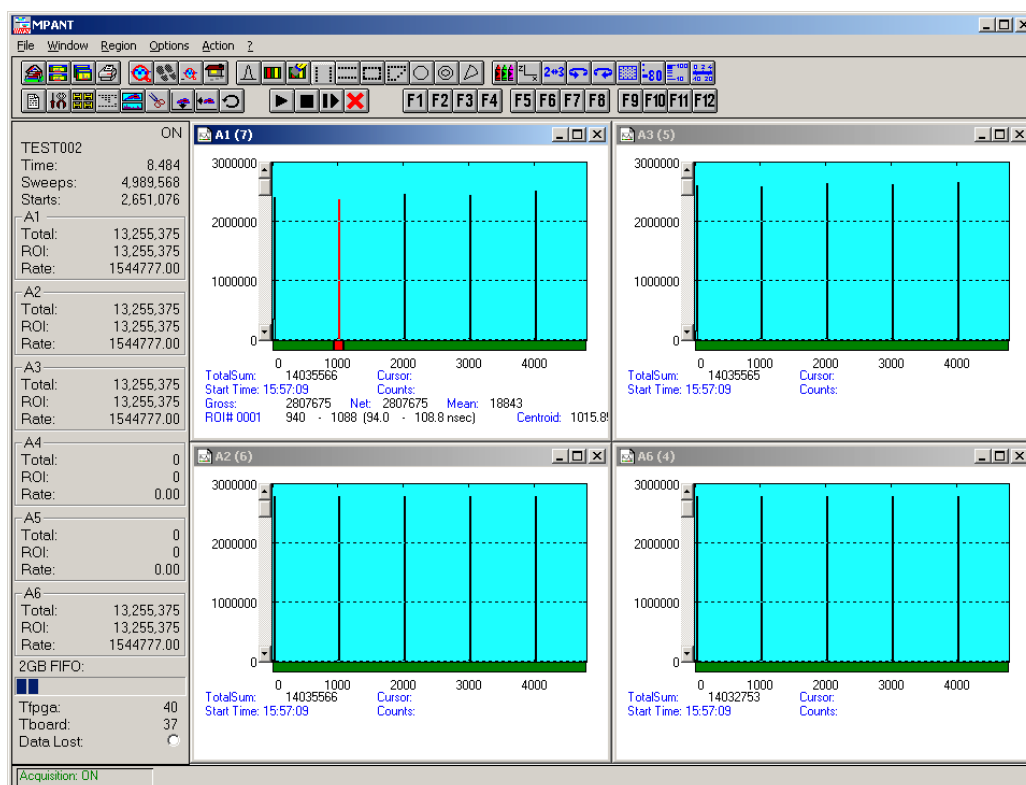 MPANT
File Window Region Options Action ?
2↔3 -80
F1 F2 F3 F4 F5 F6 F7 F8 F9 F10 F11 F12
ON
TEST002
Time: 8.484
Sweeps: 4,989,568
Starts: 2,651,076
A1
Total: 13,255,375
ROI: 13,255,375
Rate: 1544777.00
A2
Total: 13,255,375
ROI: 13,255,375
Rate: 1544777.00
A3
Total: 13,255,375
ROI: 13,255,375
Rate: 1544777.00
A4
Total: 0
ROI: 0
Rate: 0.00
A5
Total: 0
ROI: 0
Rate: 0.00
A6
Total: 13,255,375
ROI: 13,255,375
Rate: 1544777.00
2GB FIFO:
Tfpga: 40
Tboard: 37
Data Lost:
Acquisition: ON
A1 (7)
3000000
2000000
1000000
0
0 1000 2000 3000 4000
TotalSum: 14035566 Cursor:
Start Time: 15:57:09 Counts:
Gross: 2807675 Net: 2807675 Mean: 18843
ROI# 0001 940 - 1088 (94.0 - 108.8 nsec) Centroid: 1015.8
A3 (5)
3000000
2000000
1000000
0
0 1000 2000 3000 4000
TotalSum: 14035565 Cursor:
Start Time: 15:57:09 Counts:
A2 (6)
3000000
2000000
1000000
0
0 1000 2000 3000 4000
TotalSum: 14035566 Cursor:
Start Time: 15:57:09 Counts:
A6 (4)
3000000
2000000
1000000
0
0 1000 2000 3000 4000
TotalSum: 14032753 Cursor:
Start Time: 15:57:09 Counts: